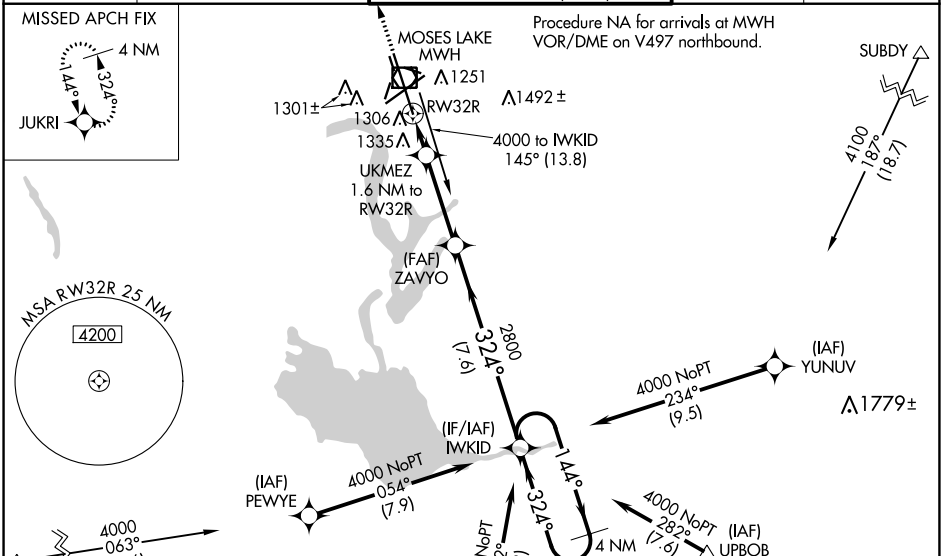 MISSED APCH FIX
4 NM
144°
324°
JUKRI
Procedure NA for arrivals at MWH
VOR/DME on V497 northbound.
MOSES LAKE
MWH
1251
SUBDY
1301±
1306
RW32R
1492±
1335
4000 to IWKID
145° (13.8)
4100
187°
(18.7)
UKMEZ
1.6 NM to
RW32R
(FAF)
ZAVYO
MSA RW32R 25 NM
4200
2800
324°
(7.6)
(IAF)
YUNUV
4000 NoPT
234°
(9.5)
1779±
(IF/IAF)
IWKID
(IAF)
PEWYE
4000 NoPT
054°
(7.9)
144°
324°
4 NM
4000
063°
NoPT
4000 NoPT
282°
(7.6)
(IAF)
UPBOB